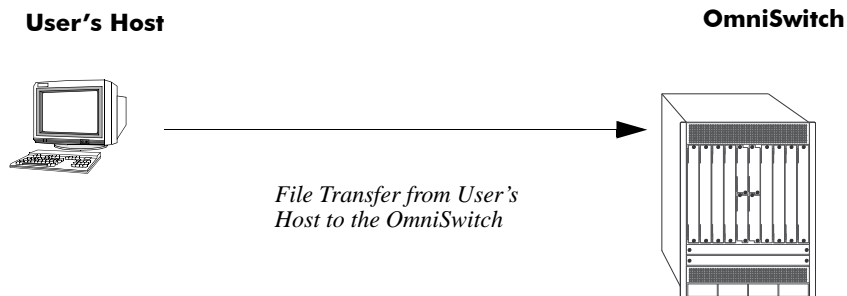 User’s Host
OmniSwitch
File Transfer from User’s
Host to the OmniSwitch